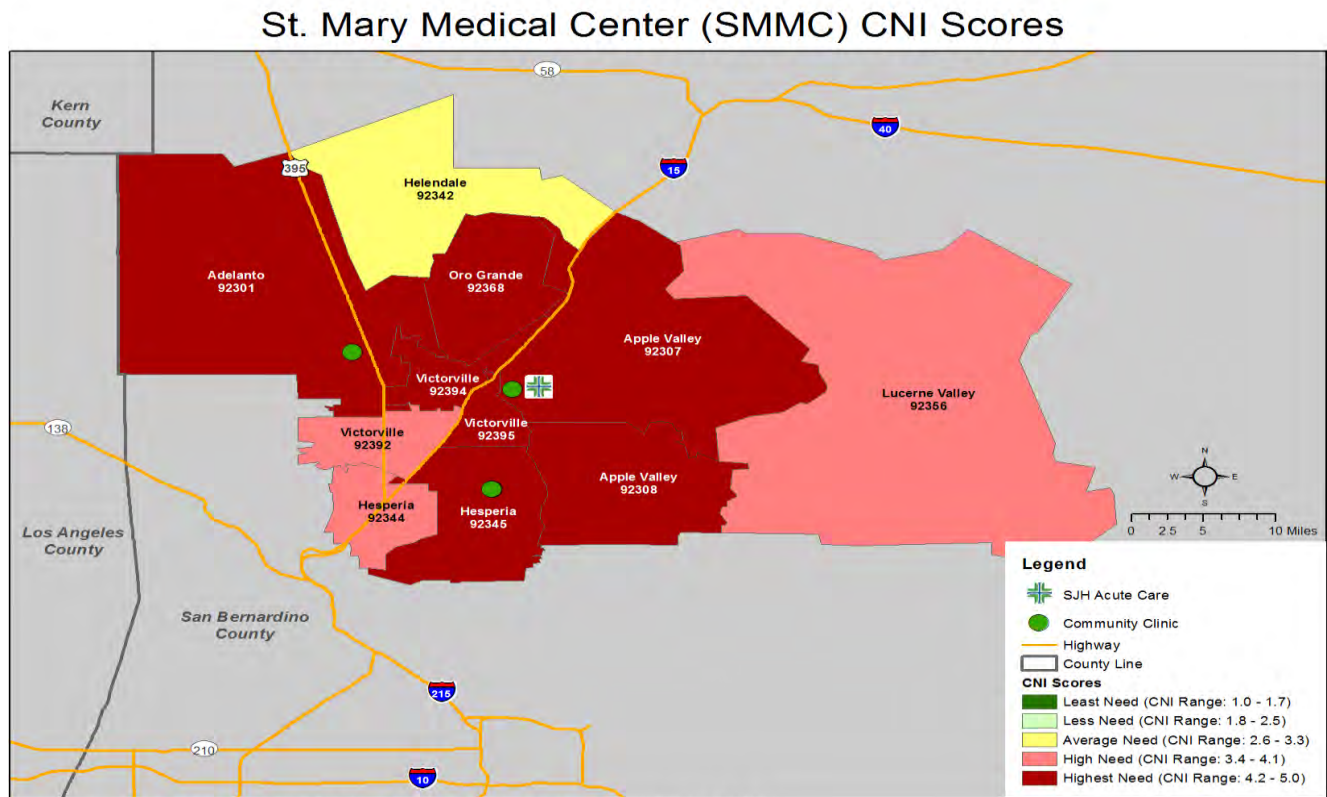 St. Mary Medical Center (SMMC) CNI Scores
58
Kern
County
40
395
15
Helendale
92342
Adelanto
92301
Oro Grande
92368
Apple Valley
92307
Victorville
92394
Lucerne Valley
92356
138
Victorville
92392
Victorville
92395
Apple Valley
92308
Hesperia
92344
Hesperia
92345
N
W
E
S
Los Angeles
County
0 2.5 5 10 Miles
San Bernardino
County
215
210
10
Legend
SJH Acute Care
Community Clinic
Highway
County Line
CNI Scores
Least Need (CNI Range: 1.0 - 1.7)
Less Need (CNI Range: 1.8 - 2.5)
Average Need (CNI Range: 2.6 - 3.3)
High Need (CNI Range: 3.4 - 4.1)
Highest Need (CNI Range: 4.2 - 5.0)